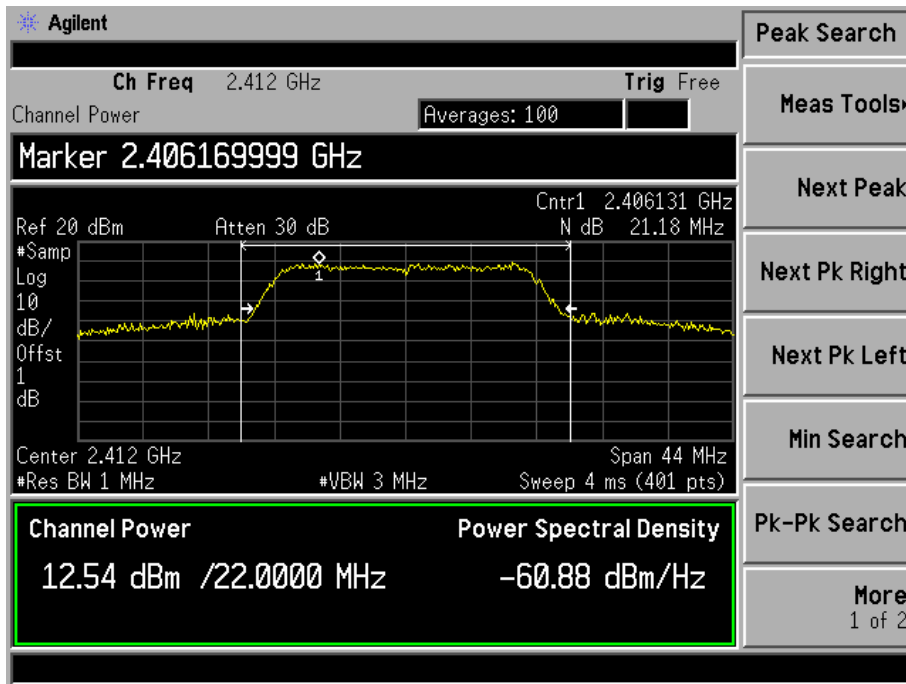 Agilent
Peak Search
Ch Freq 2.412 GHz Trig Free
Channel Power Averages: 100
Meas Tools
Marker 2.406169999 GHz
Next Peak
Cntr1 2.406131 GHz
Ref 20 dBm Atten 30 dB N dB 21.18 MHz
#Samp
Log
10
dB/
Offst
1
dB
1
Next Pk Right
Next Pk Left
Center 2.412 GHz Span 44 MHz
#Res BW 1 MHz #VBW 3 MHz Sweep 4 ms (401 pts)
Min Search
Channel Power Power Spectral Density
12.54 dBm /22.0000 MHz -60.88 dBm/Hz
Pk-Pk Search
More
1 of 2